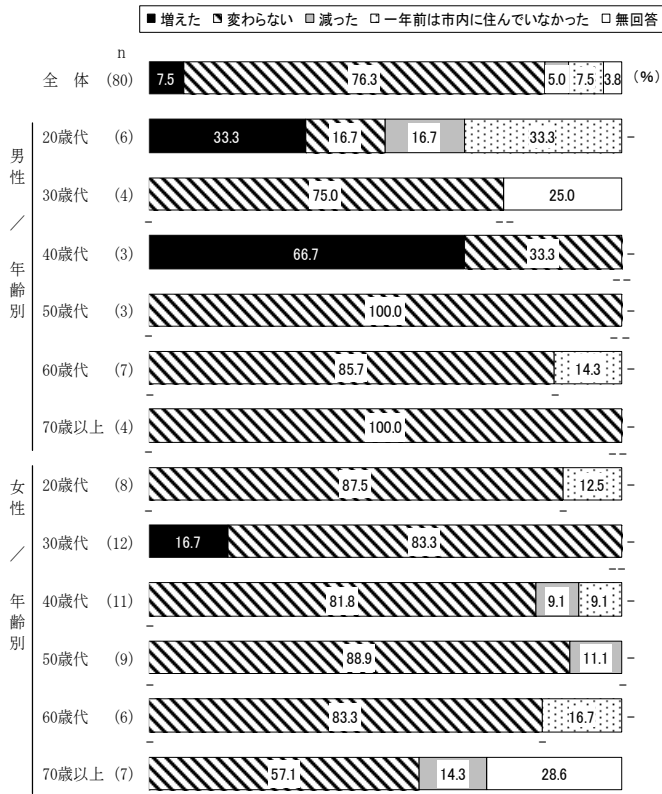 ■ 増えた ▧ 変わらない ■ 減った ▫ 一年前は市内に住んでいなかった □ 無回答
n
全 体 (80) 7.5 76.3 5.0 7.5 3.8 (%)
男性／年齢別
20歳代 (6) 33.3 16.7 16.7 33.3 -
30歳代 (4) 75.0 25.0
- - -
40歳代 (3) 66.7 33.3 -
- -
50歳代 (3) 100.0 -
- - -
60歳代 (7) 85.7 14.3 -
- -
70歳以上 (4) 100.0 -
- - -
女性／年齢別
20歳代 (8) 87.5 12.5 -
- -
30歳代 (12) 16.7 83.3 -
- -
40歳代 (11) 81.8 9.1 9.1 -
-
50歳代 (9) 88.9 11.1 -
- -
60歳代 (6) 83.3 16.7 -
- -
70歳以上 (7) 57.1 14.3 28.6